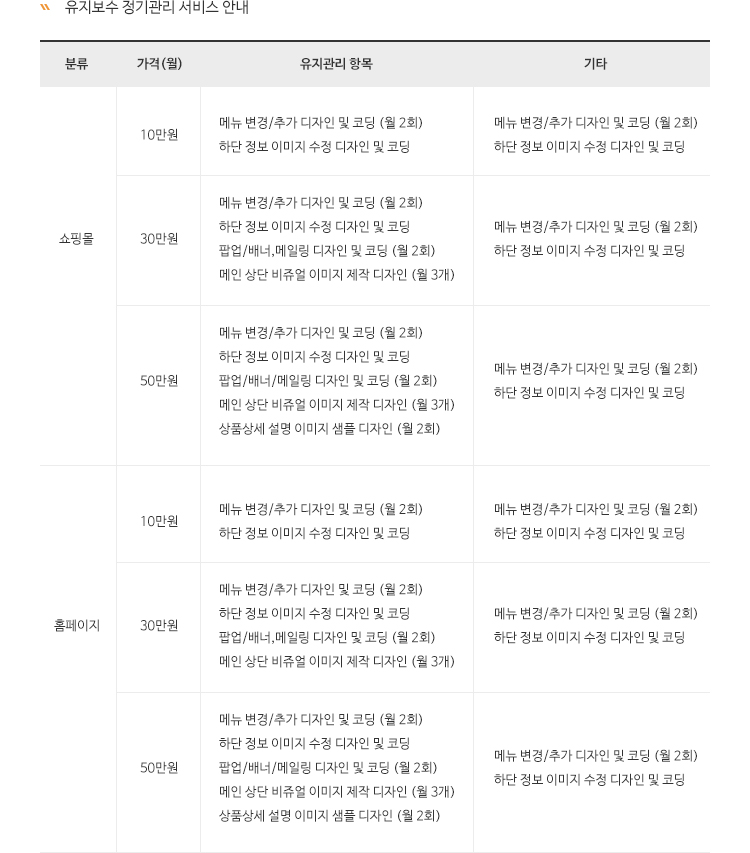 유지보수 정기관리 서비스 안내
분류 가격(월) 유지관리 항목 기타
쇼핑몰
10만원
메뉴 변경/추가 디자인 및 코딩 (월 2회)
하단 정보 이미지 수정 디자인 및 코딩
메뉴 변경/추가 디자인 및 코딩 (월 2회)
하단 정보 이미지 수정 디자인 및 코딩
30만원
메뉴 변경/추가 디자인 및 코딩 (월 2회)
하단 정보 이미지 수정 디자인 및 코딩
팝업/배너,메일링 디자인 및 코딩 (월 2회)
메인 상단 비쥬얼 이미지 제작 디자인 (월 3개)
메뉴 변경/추가 디자인 및 코딩 (월 2회)
하단 정보 이미지 수정 디자인 및 코딩
50만원
메뉴 변경/추가 디자인 및 코딩 (월 2회)
하단 정보 이미지 수정 디자인 및 코딩
팝업/배너/메일링 디자인 및 코딩 (월 2회)
메인 상단 비쥬얼 이미지 제작 디자인 (월 3개)
상품상세 설명 이미지 샘플 디자인 (월 2회)
메뉴 변경/추가 디자인 및 코딩 (월 2회)
하단 정보 이미지 수정 디자인 및 코딩
홈페이지
10만원
메뉴 변경/추가 디자인 및 코딩 (월 2회)
하단 정보 이미지 수정 디자인 및 코딩
메뉴 변경/추가 디자인 및 코딩 (월 2회)
하단 정보 이미지 수정 디자인 및 코딩
30만원
메뉴 변경/추가 디자인 및 코딩 (월 2회)
하단 정보 이미지 수정 디자인 및 코딩
팝업/배너,메일링 디자인 및 코딩 (월 2회)
메인 상단 비쥬얼 이미지 제작 디자인 (월 3개)
메뉴 변경/추가 디자인 및 코딩 (월 2회)
하단 정보 이미지 수정 디자인 및 코딩
50만원
메뉴 변경/추가 디자인 및 코딩 (월 2회)
하단 정보 이미지 수정 디자인 및 코딩
팝업/배너/메일링 디자인 및 코딩 (월 2회)
메인 상단 비쥬얼 이미지 제작 디자인 (월 3개)
상품상세 설명 이미지 샘플 디자인 (월 2회)
메뉴 변경/추가 디자인 및 코딩 (월 2회)
하단 정보 이미지 수정 디자인 및 코딩